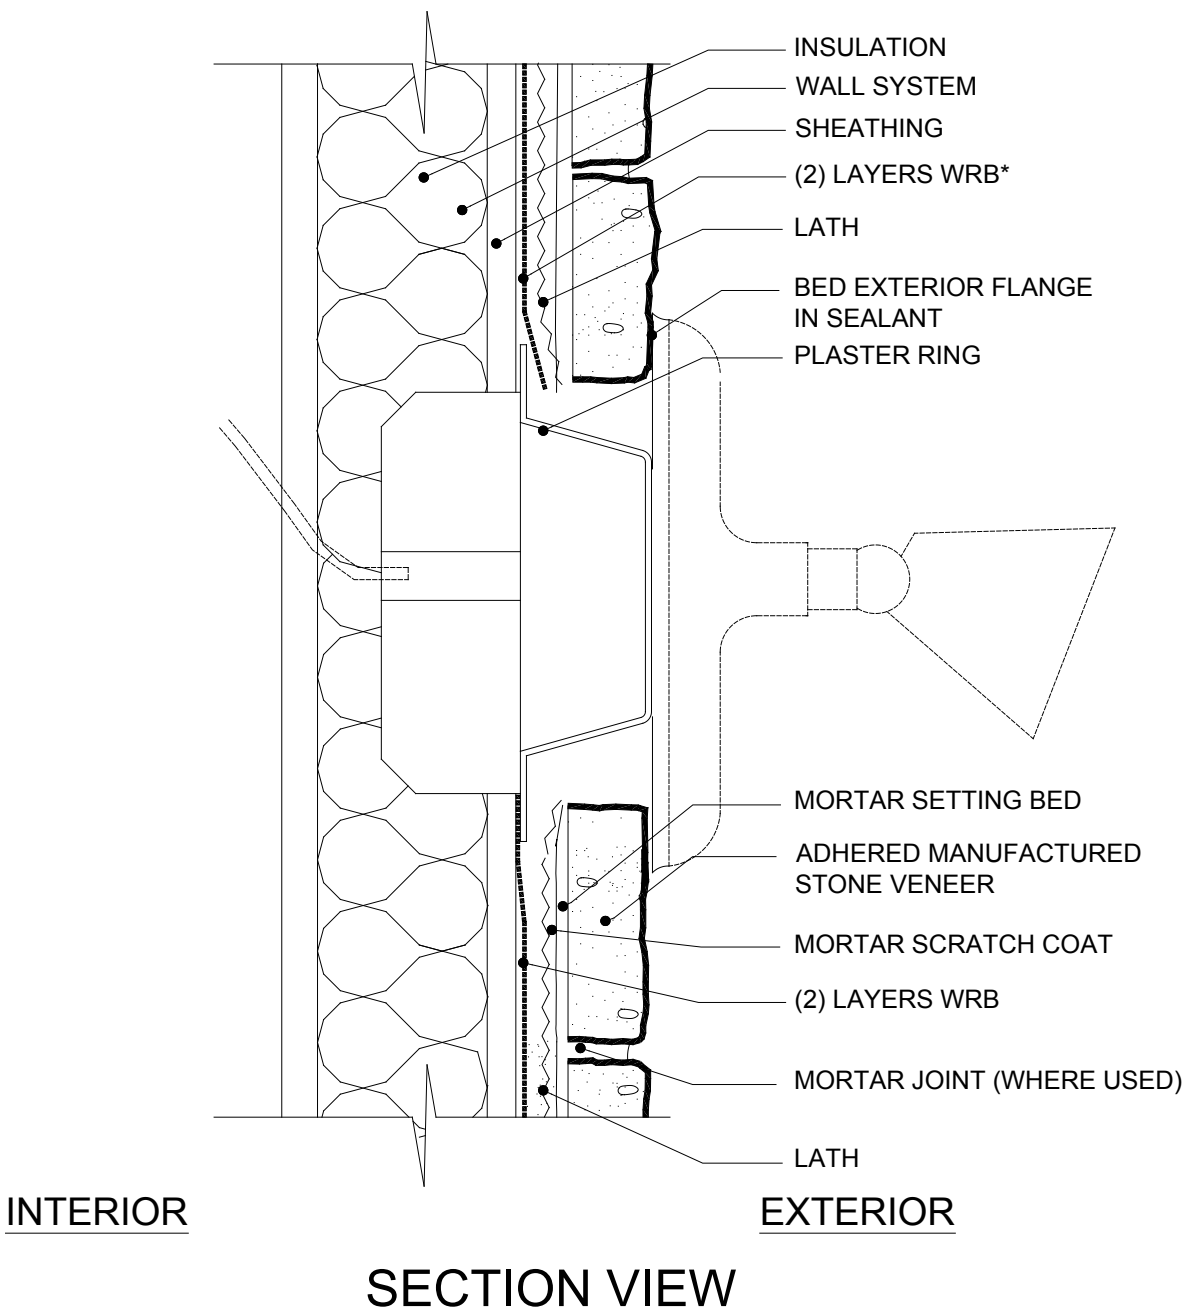 INSULATION
WALL SYSTEM
SHEATHING
(2) LAYERS WRB*
LATH
BED EXTERIOR FLANGE
IN SEALANT
PLASTER RING
MORTAR SETTING BED
ADHERED MANUFACTURED
STONE VENEER
MORTAR SCRATCH COAT
(2) LAYERS WRB
MORTAR JOINT (WHERE USED)
LATH
INTERIOR
EXTERIOR
SECTION VIEW